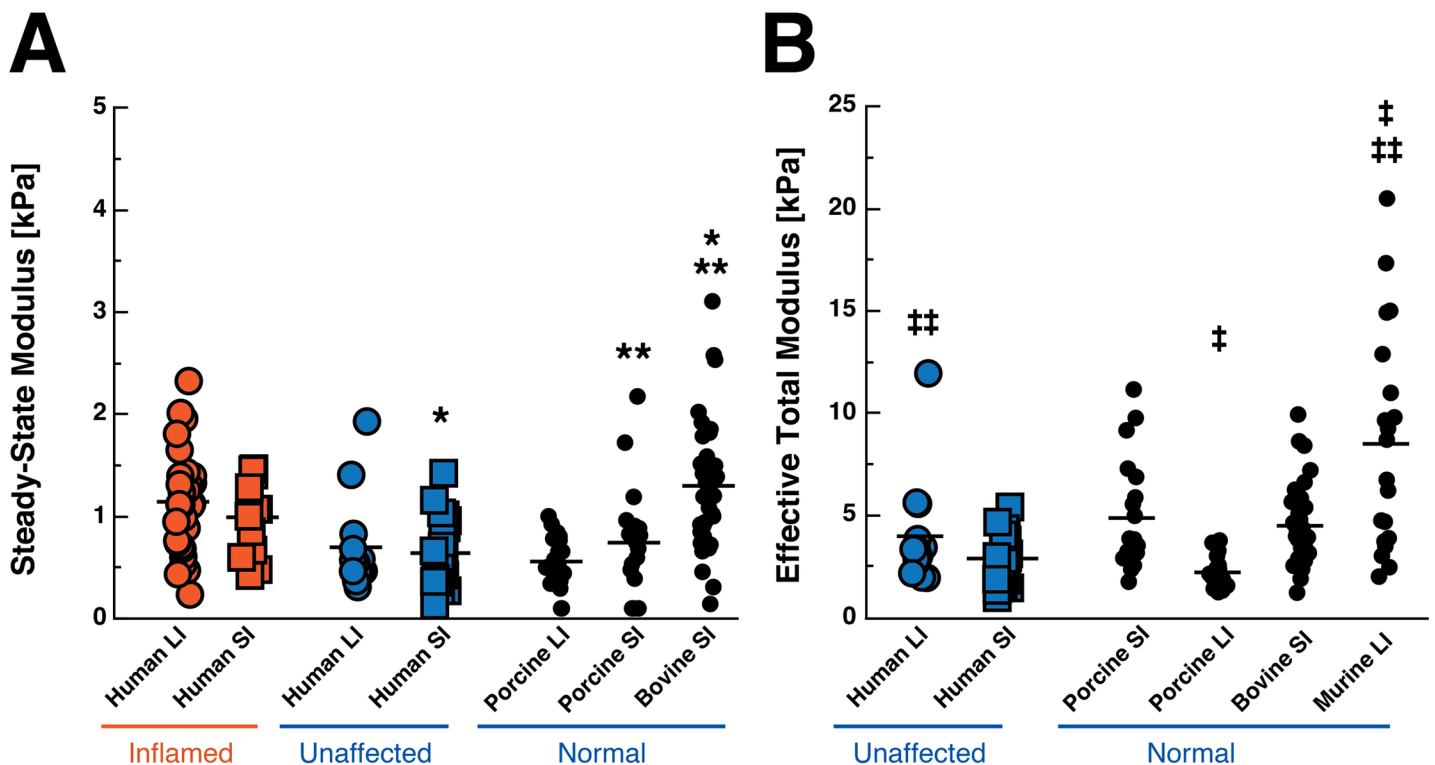 A
Steady-State Modulus [kPa]
5
4
3
2
1
0
*
**
*
**
Human LI
Human SI
Human LI
Human SI
Porcine LI
Porcine SI
Bovine SI
Inflamed
Unaffected
Normal
B
Effective Total Modulus [kPa]
25
20
15
10
5
0
‡‡
‡
‡
‡‡
Human LI
Human SI
Porcine SI
Porcine LI
Bovine SI
Murine LI
Unaffected
Normal